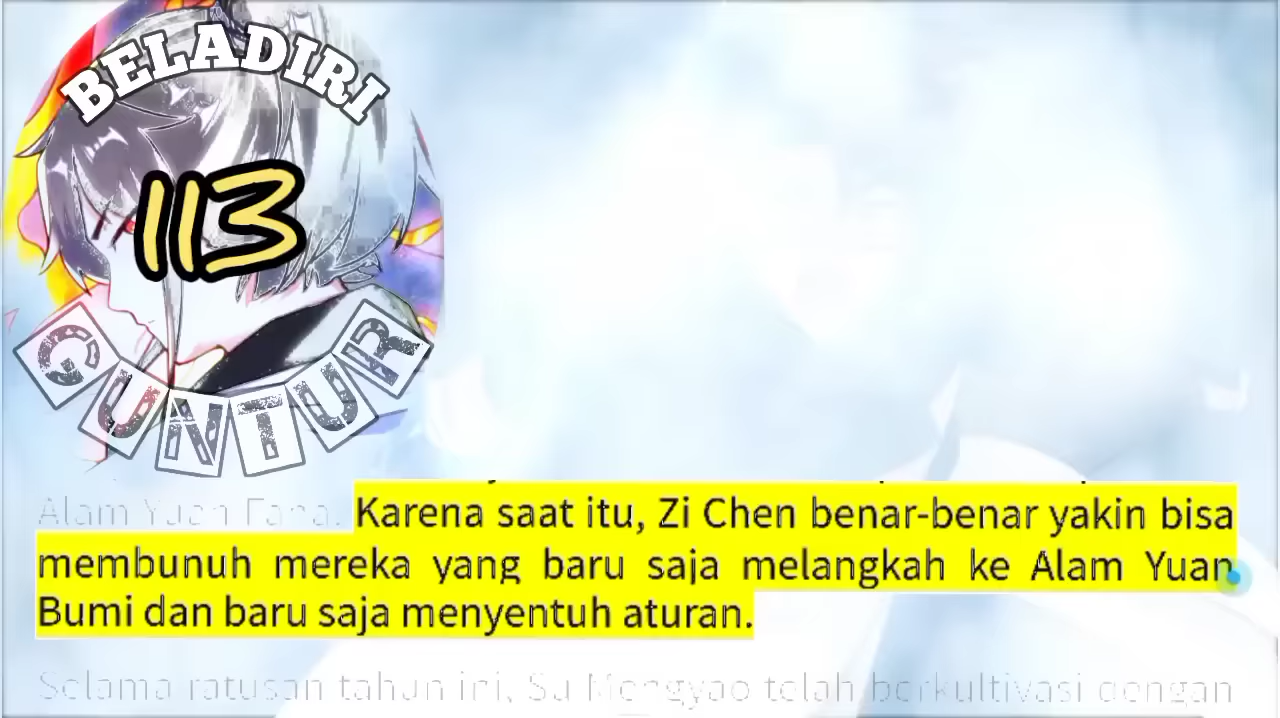 BELADIRI
113
GUNTUR
Alam Yuan Fana. Karena saat itu, Zi Chen benar-benar yakin bisa
membunuh mereka yang baru saja melangkah ke Alam Yuan
Bumi dan baru saja menyentuh aturan.
Selama ratusan tahun ini, Su Mengyao telah berkultivasi dengan